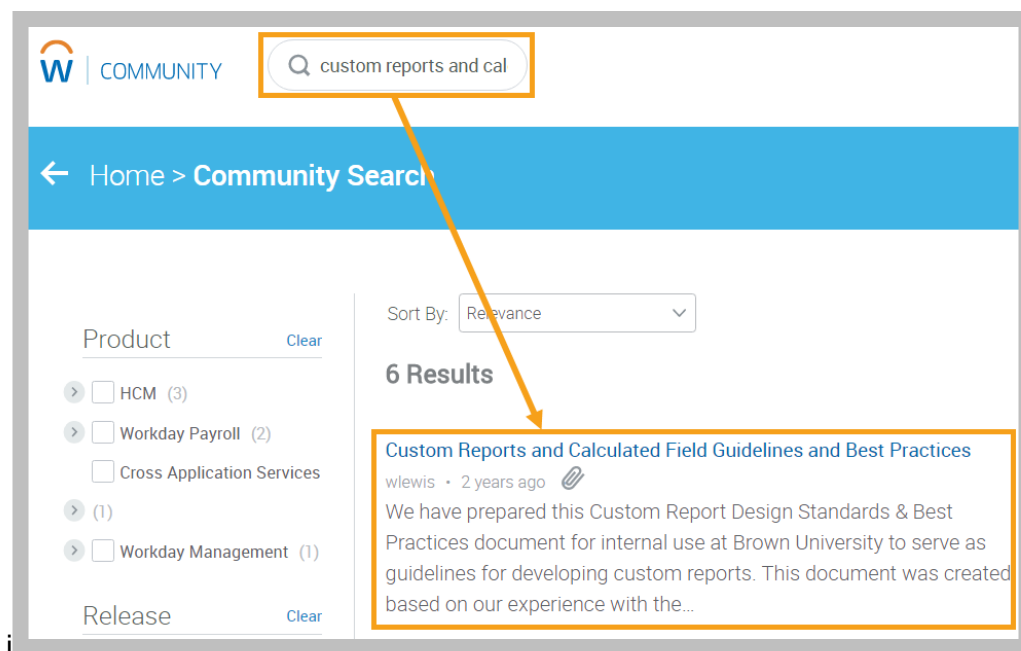 W COMMUNITY
custom reports and cal
Home > Community Search
Product Clear
HCM (3)
Workday Payroll (2)
Cross Application Services
(1)
Workday Management (1)
Release Clear
Sort By: Relevance
6 Results
Custom Reports and Calculated Field Guidelines and Best Practices
wlewis • 2 years ago
We have prepared this Custom Report Design Standards & Best
Practices document for internal use at Brown University to serve as
guidelines for developing custom reports. This document was created
based on our experience with the...
i